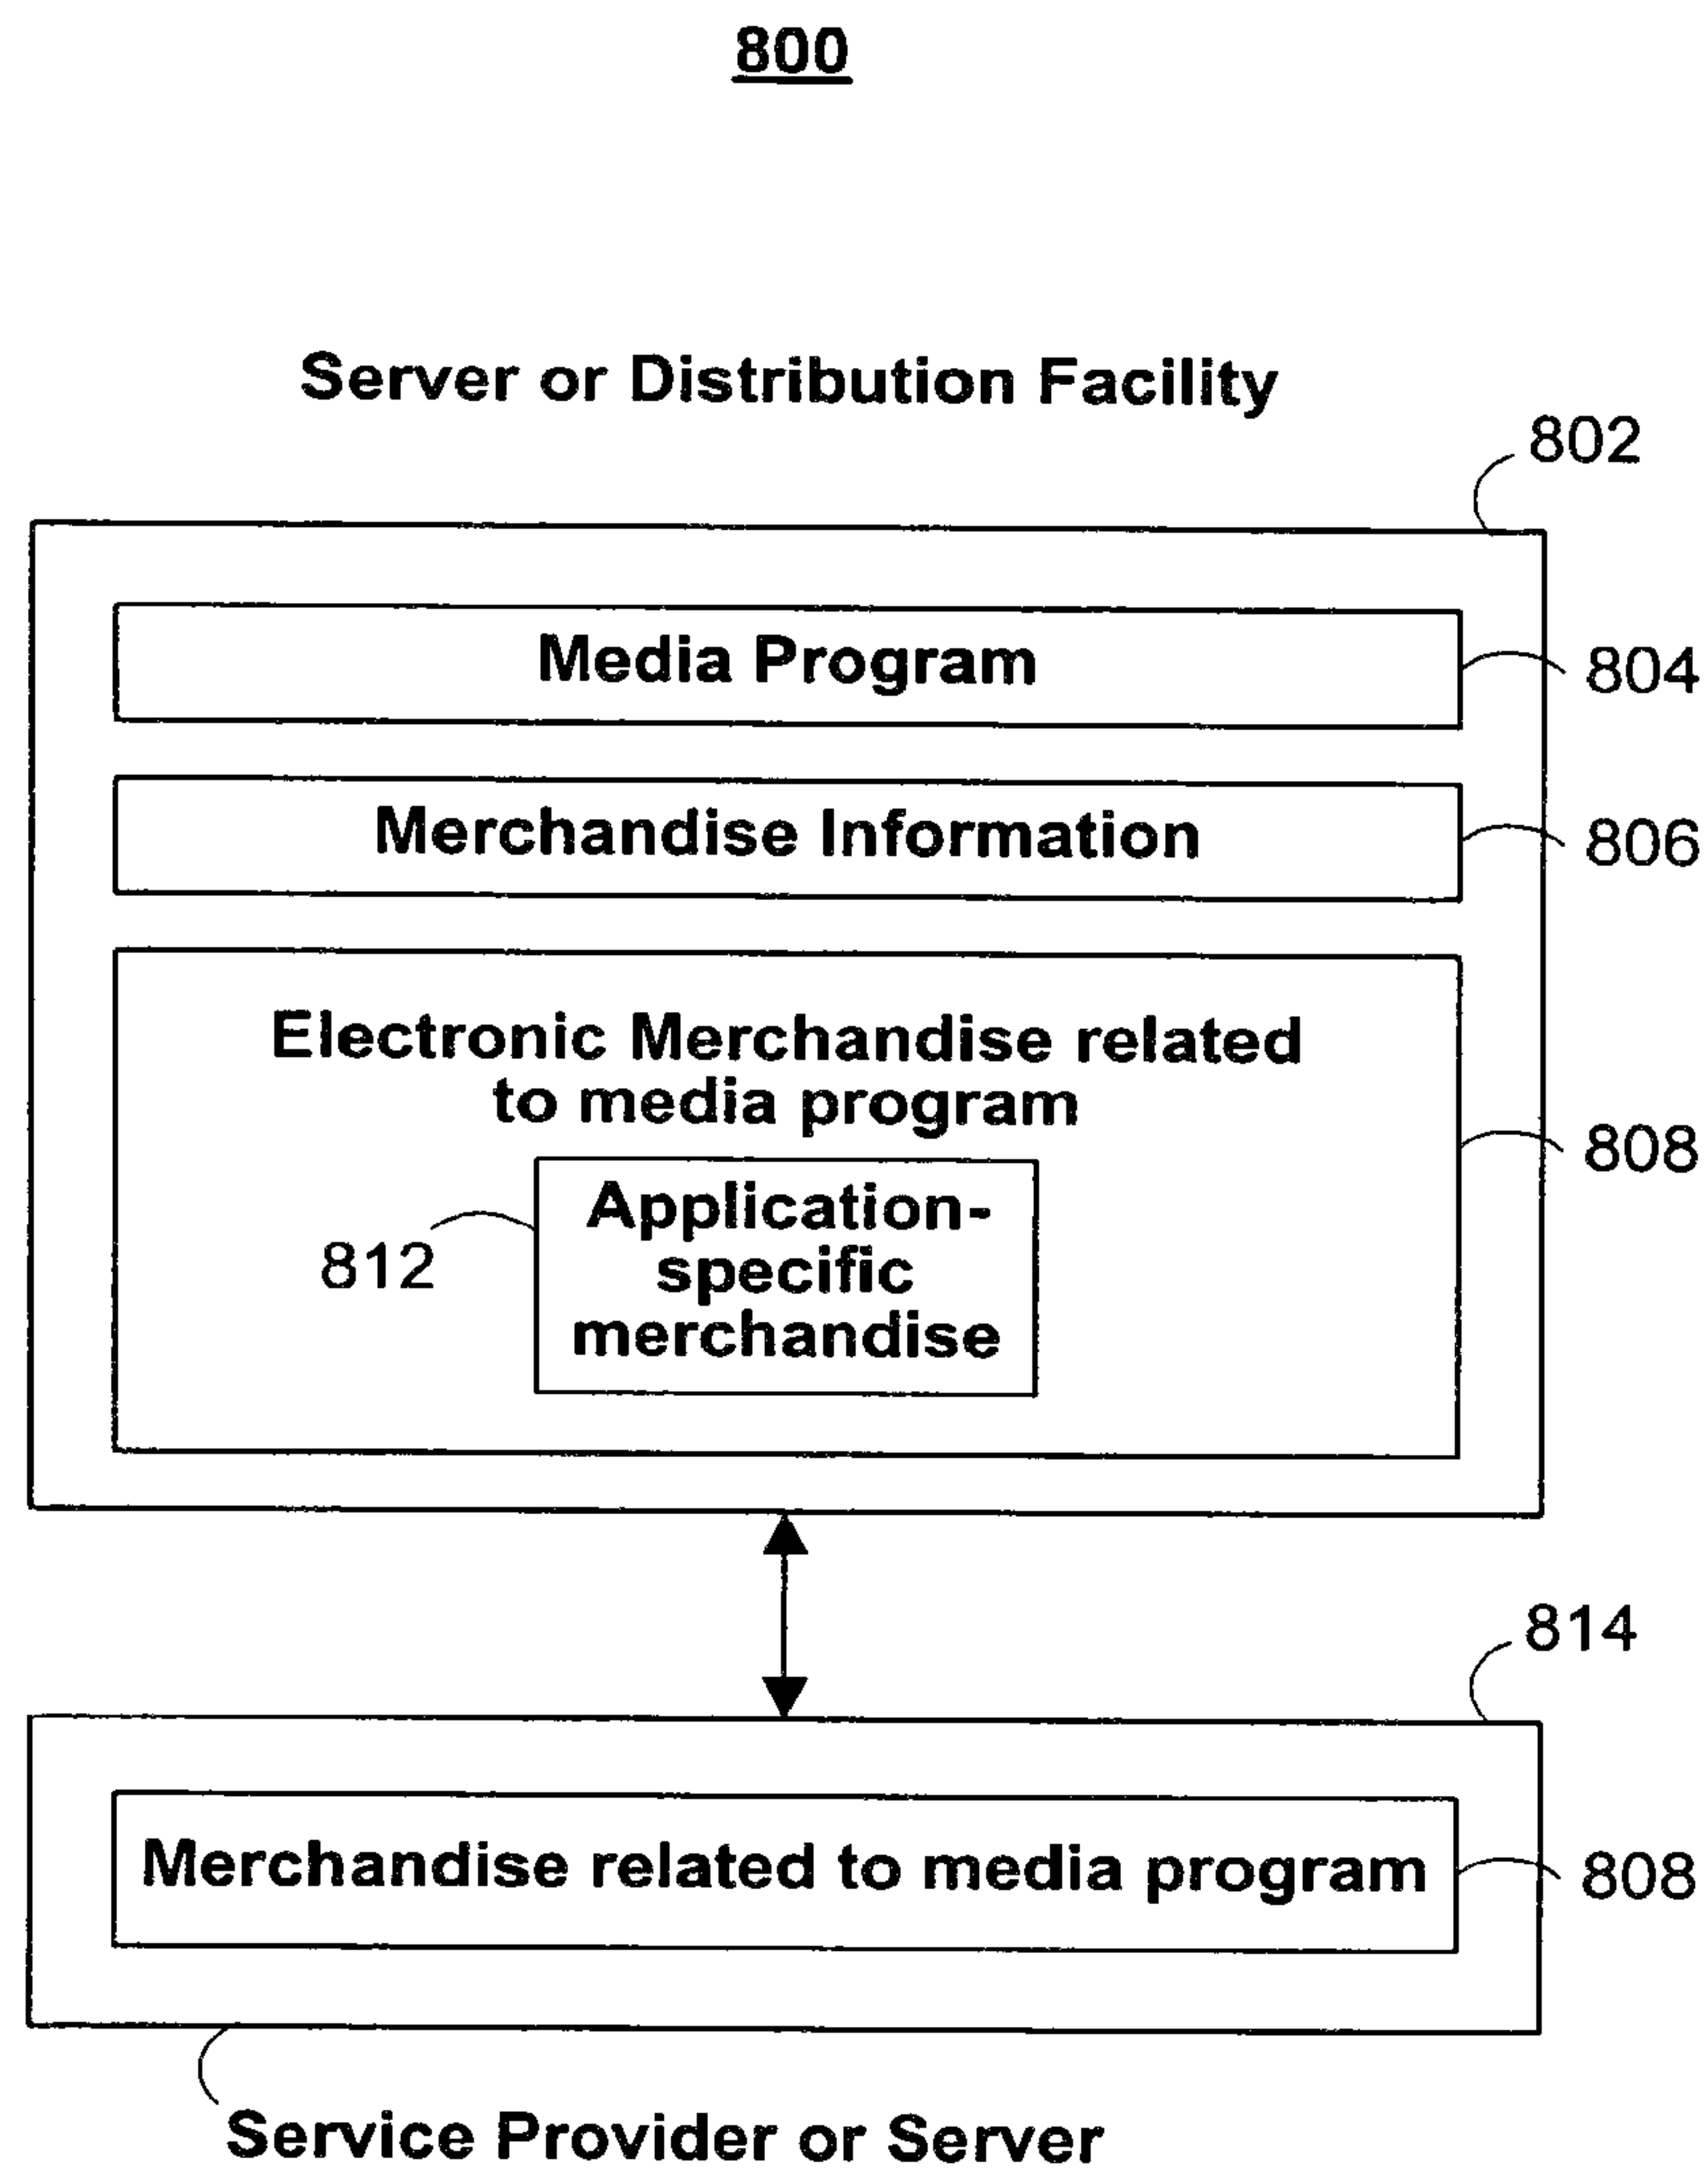 800
Server or Distribution Facility
802
Media Program
804
Merchandise Information
806
Electronic Merchandise related
to media program
808
Application-
specific
merchandise
812
814
Merchandise related to media program
808
Service Provider or Server